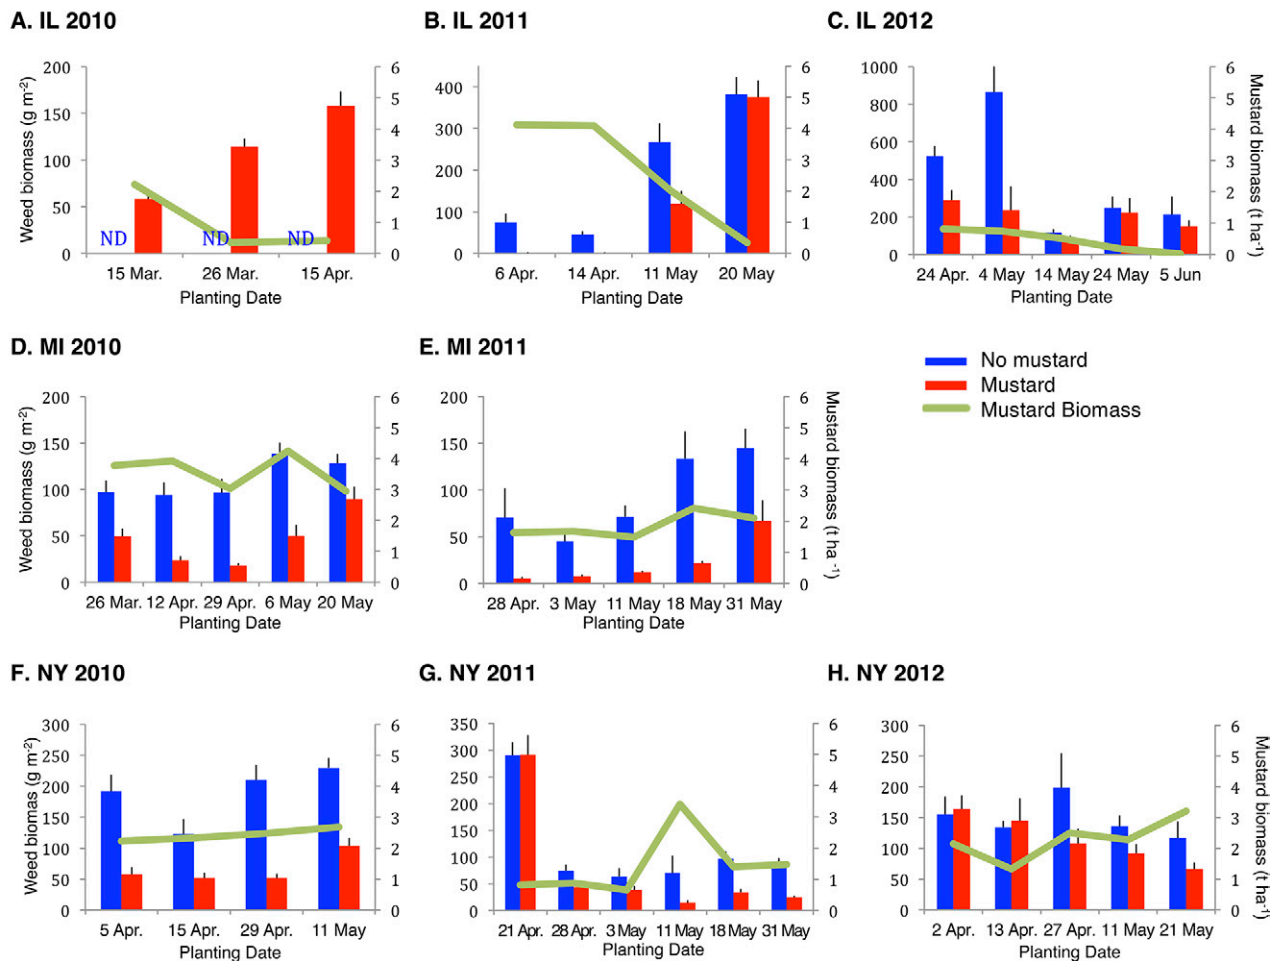 A. IL 2010
B. IL 2011
C. IL 2012
Weed biomass (g m-2)
200
150
100
50
0
6
5
4
3
2
1
0
ND
ND
ND
15 Mar.
26 Mar.
15 Apr.
Planting Date
400
300
200
100
0
6
5
4
3
2
1
0
6 Apr.
14 Apr.
11 May
20 May
Planting Date
1000
800
600
400
200
0
6
5
4
3
2
1
0
Mustard biomass (t ha-1)
24 Apr.
4 May
14 May
24 May
5 Jun
Planting Date
D. MI 2010
E. MI 2011
Weed biomass (g m-2)
200
150
100
50
0
6
5
4
3
2
1
0
26 Mar.
12 Apr.
29 Apr.
6 May
20 May
Planting Date
200
150
100
50
0
6
5
4
3
2
1
0
Mustard biomass (t ha -1)
28 Apr.
3 May
11 May
18 May
31 May
Planting Date
No mustard
Mustard
Mustard Biomass
F. NY 2010
G. NY 2011
H. NY 2012
Weed biomas (g m-2)
300
250
200
150
100
50
0
6
5
4
3
2
1
0
5 Apr.
15 Apr.
29 Apr.
11 May
Planting Date
350
300
250
200
150
100
50
0
6
5
4
3
2
1
0
21 Apr.
28 Apr.
3 May
11 May
18 May
31 May
Planting Date
300
250
200
150
100
50
0
6
5
4
3
2
1
0
Mustard biomass (t ha-1)
2 Apr.
13 Apr.
27 Apr.
11 May
21 May
Planting Date